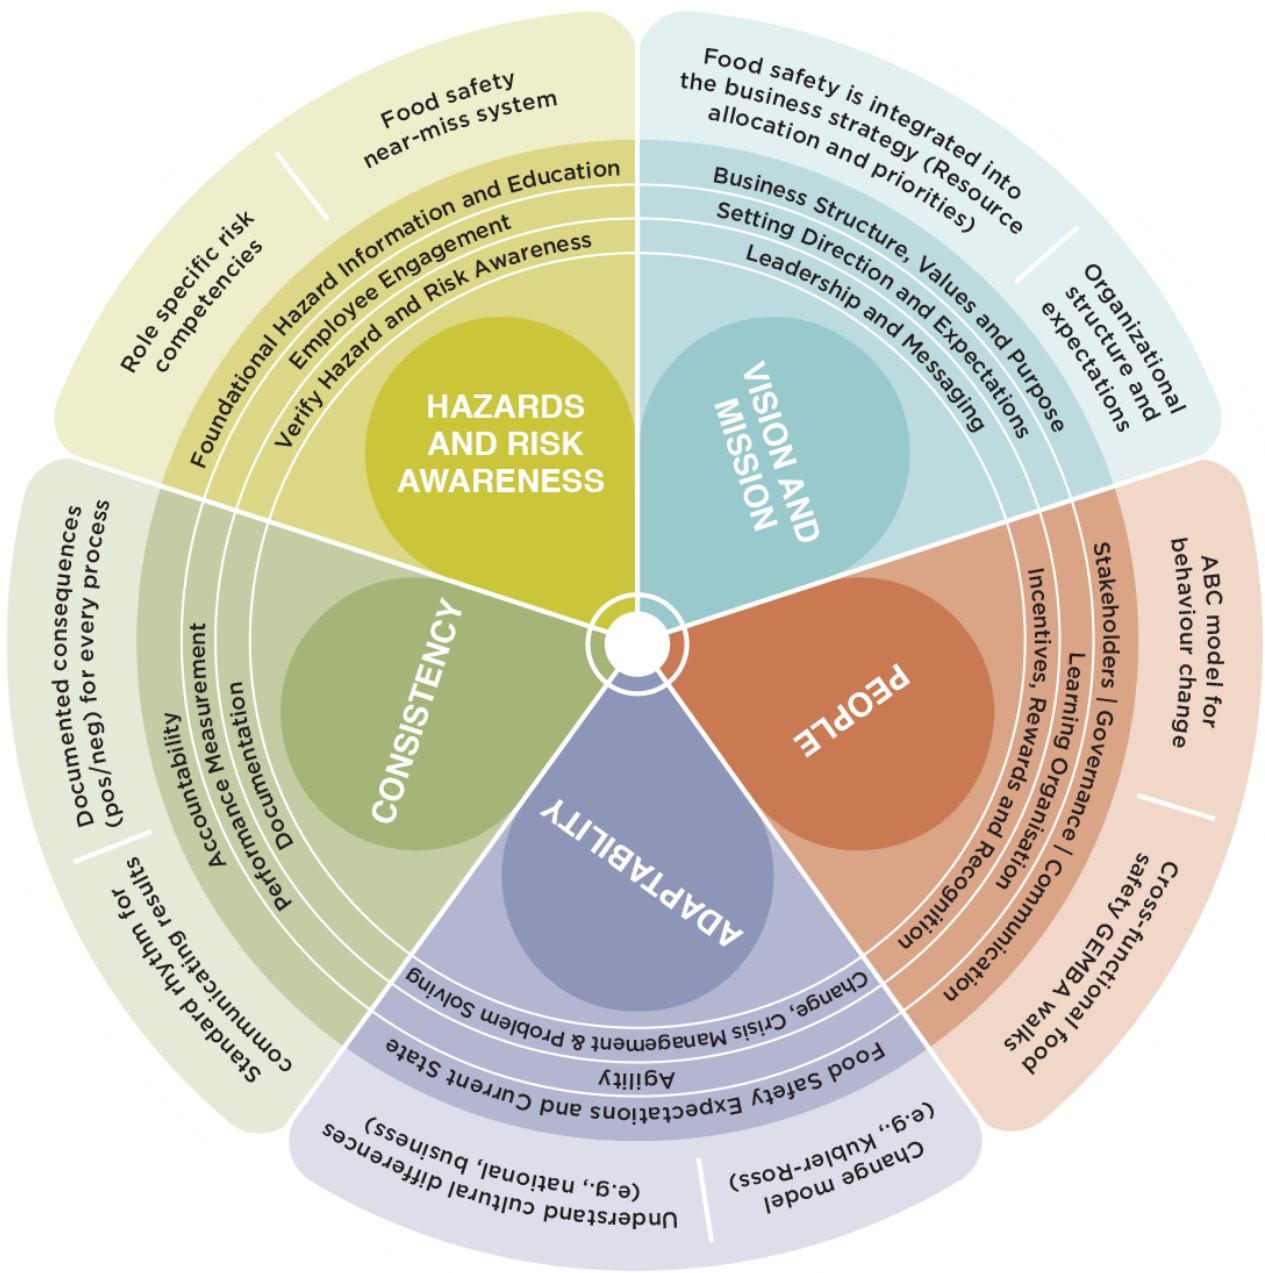 Food safety is integrated into
the business strategy (Resource
allocation and priorities)
Organizational
structure and
expectations
Business Structure, Values and Purpose
Setting Direction and Expectations
Leadership and Messaging
VISION AND
MISSION
ABC model for
behaviour change
Cross-functional food
safety GEMBA walks
Stakeholders | Governance | Communication
Learning Organisation
Incentives, Rewards and Recognition
PEOPLE
Change model
(e.g., Kubler-Ross)
Understand cultural differences
(e.g., national, business)
Food Safety Expectations and Current State
Agility
Change, Crisis Management & Problem Solving
ADAPTABILITY
Standard rhythm for
communicating results
Documented consequences
(pos/neg) for every process
Accountability
Performance Measurement
Documentation
CONSISTENCY
Role specific risk
competencies
Food safety
near-miss system
Foundational Hazard Information and Education
Employee Engagement
Verify Hazard and Risk Awareness
HAZARDS
AND RISK
AWARENESS